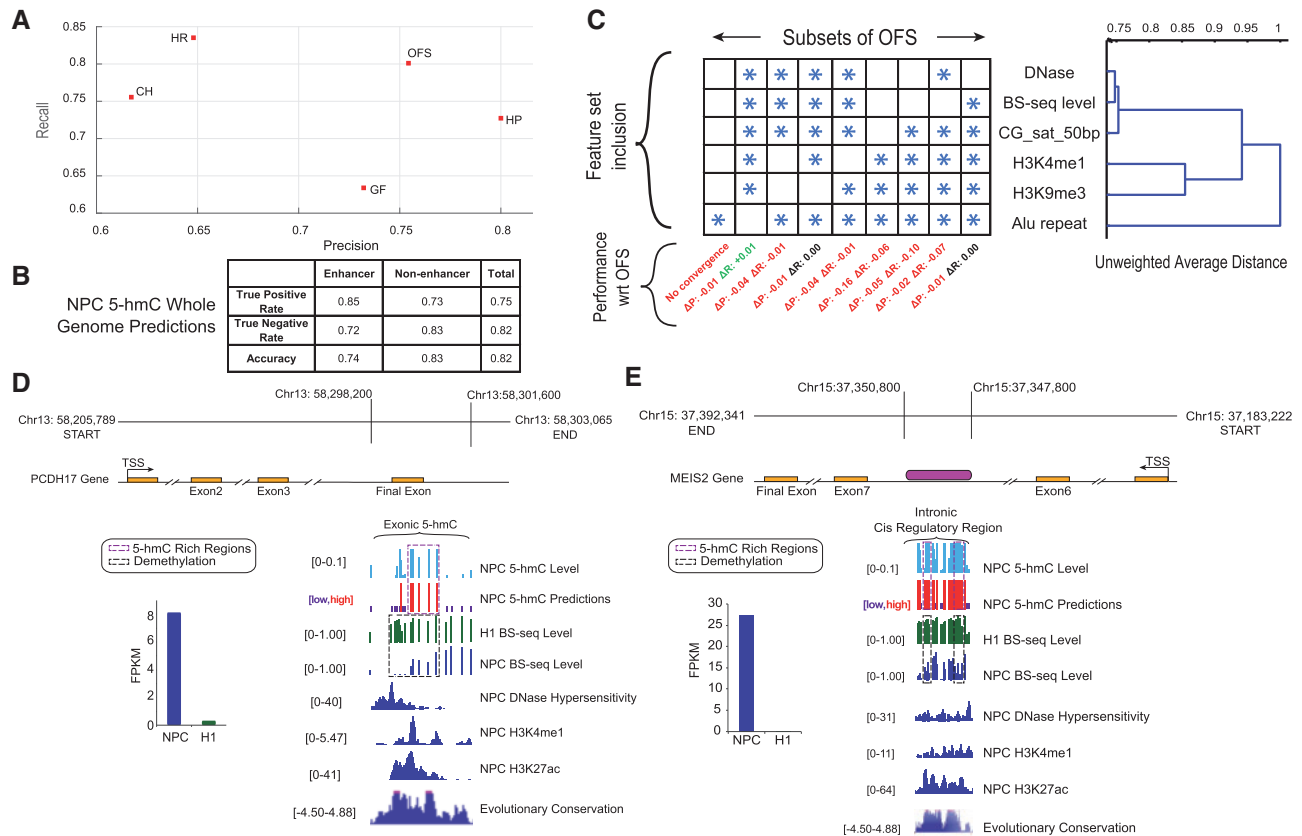 A
0.85
0.8
0.75
0.7
0.65
0.6
0.6
0.65
0.7
0.75
0.8
Recall
Precision
HR
OFS
CH
HP
GF
B
NPC 5-hmC Whole
Genome Predictions
Enhancer Non-enhancer Total
True Positive
Rate
0.85 0.73 0.75
True Negative
Rate
0.72 0.83 0.82
Accuracy 0.74 0.83 0.82
C
Subsets of OFS
Feature set
inclusion
* * * * *
* * * * *
* * * * * * *
* * * * * *
* * * * * *
* * * * * * * *
Performance
wrt OFS
No convergence
ΔP: -0.01 ΔR: +0.01
ΔP: -0.04 ΔR: -0.01
ΔP: -0.01 ΔR: 0.00
ΔP: -0.04 ΔR: -0.01
ΔP: -0.16 ΔR: -0.06
ΔP: -0.05 ΔR: -0.10
ΔP: -0.02 ΔR: -0.07
ΔP: -0.01 ΔR: 0.00
0.75 0.8 0.85 0.9 0.95 1
DNase
BS-seq level
CG_sat_50bp
H3K4me1
H3K9me3
Alu repeat
Unweighted Average Distance
D
Chr13: 58,298,200
Chr13:58,301,600
Chr13: 58,205,789
START
Chr13: 58,303,065
END
PCDH17 Gene
TSS
Exon2
Exon3
Final Exon
5-hmC Rich Regions
Demethylation
Exonic 5-hmC
[0-0.1]
NPC 5-hmC Level
[low,high]
NPC 5-hmC Predictions
[0-1.00]
H1 BS-seq Level
[0-1.00]
NPC BS-seq Level
[0-40]
NPC DNase Hypersensitivity
[0-5.47]
NPC H3K4me1
[0-41]
NPC H3K27ac
[-4.50-4.88]
Evolutionary Conservation
FPKM
8
6
4
2
0
NPC H1
E
Chr15:37,350,800
Chr15:37,347,800
Chr15: 37,392,341
END
Chr15: 37,183,222
START
MEIS2 Gene
Final Exon
Exon7
Exon6
TSS
Intronic
Cis Regulatory Region
5-hmC Rich Regions
Demethylation
[0-0.1]
NPC 5-hmC Level
[low,high]
NPC 5-hmC Predictions
[0-1.00]
H1 BS-seq Level
[0-1.00]
NPC BS-seq Level
[0-31]
NPC DNase Hypersensitivity
[0-11]
NPC H3K4me1
[0-64]
NPC H3K27ac
[-4.50-4.88]
Evolutionary Conservation
FPKM
30
25
20
15
10
5
0
NPC H1